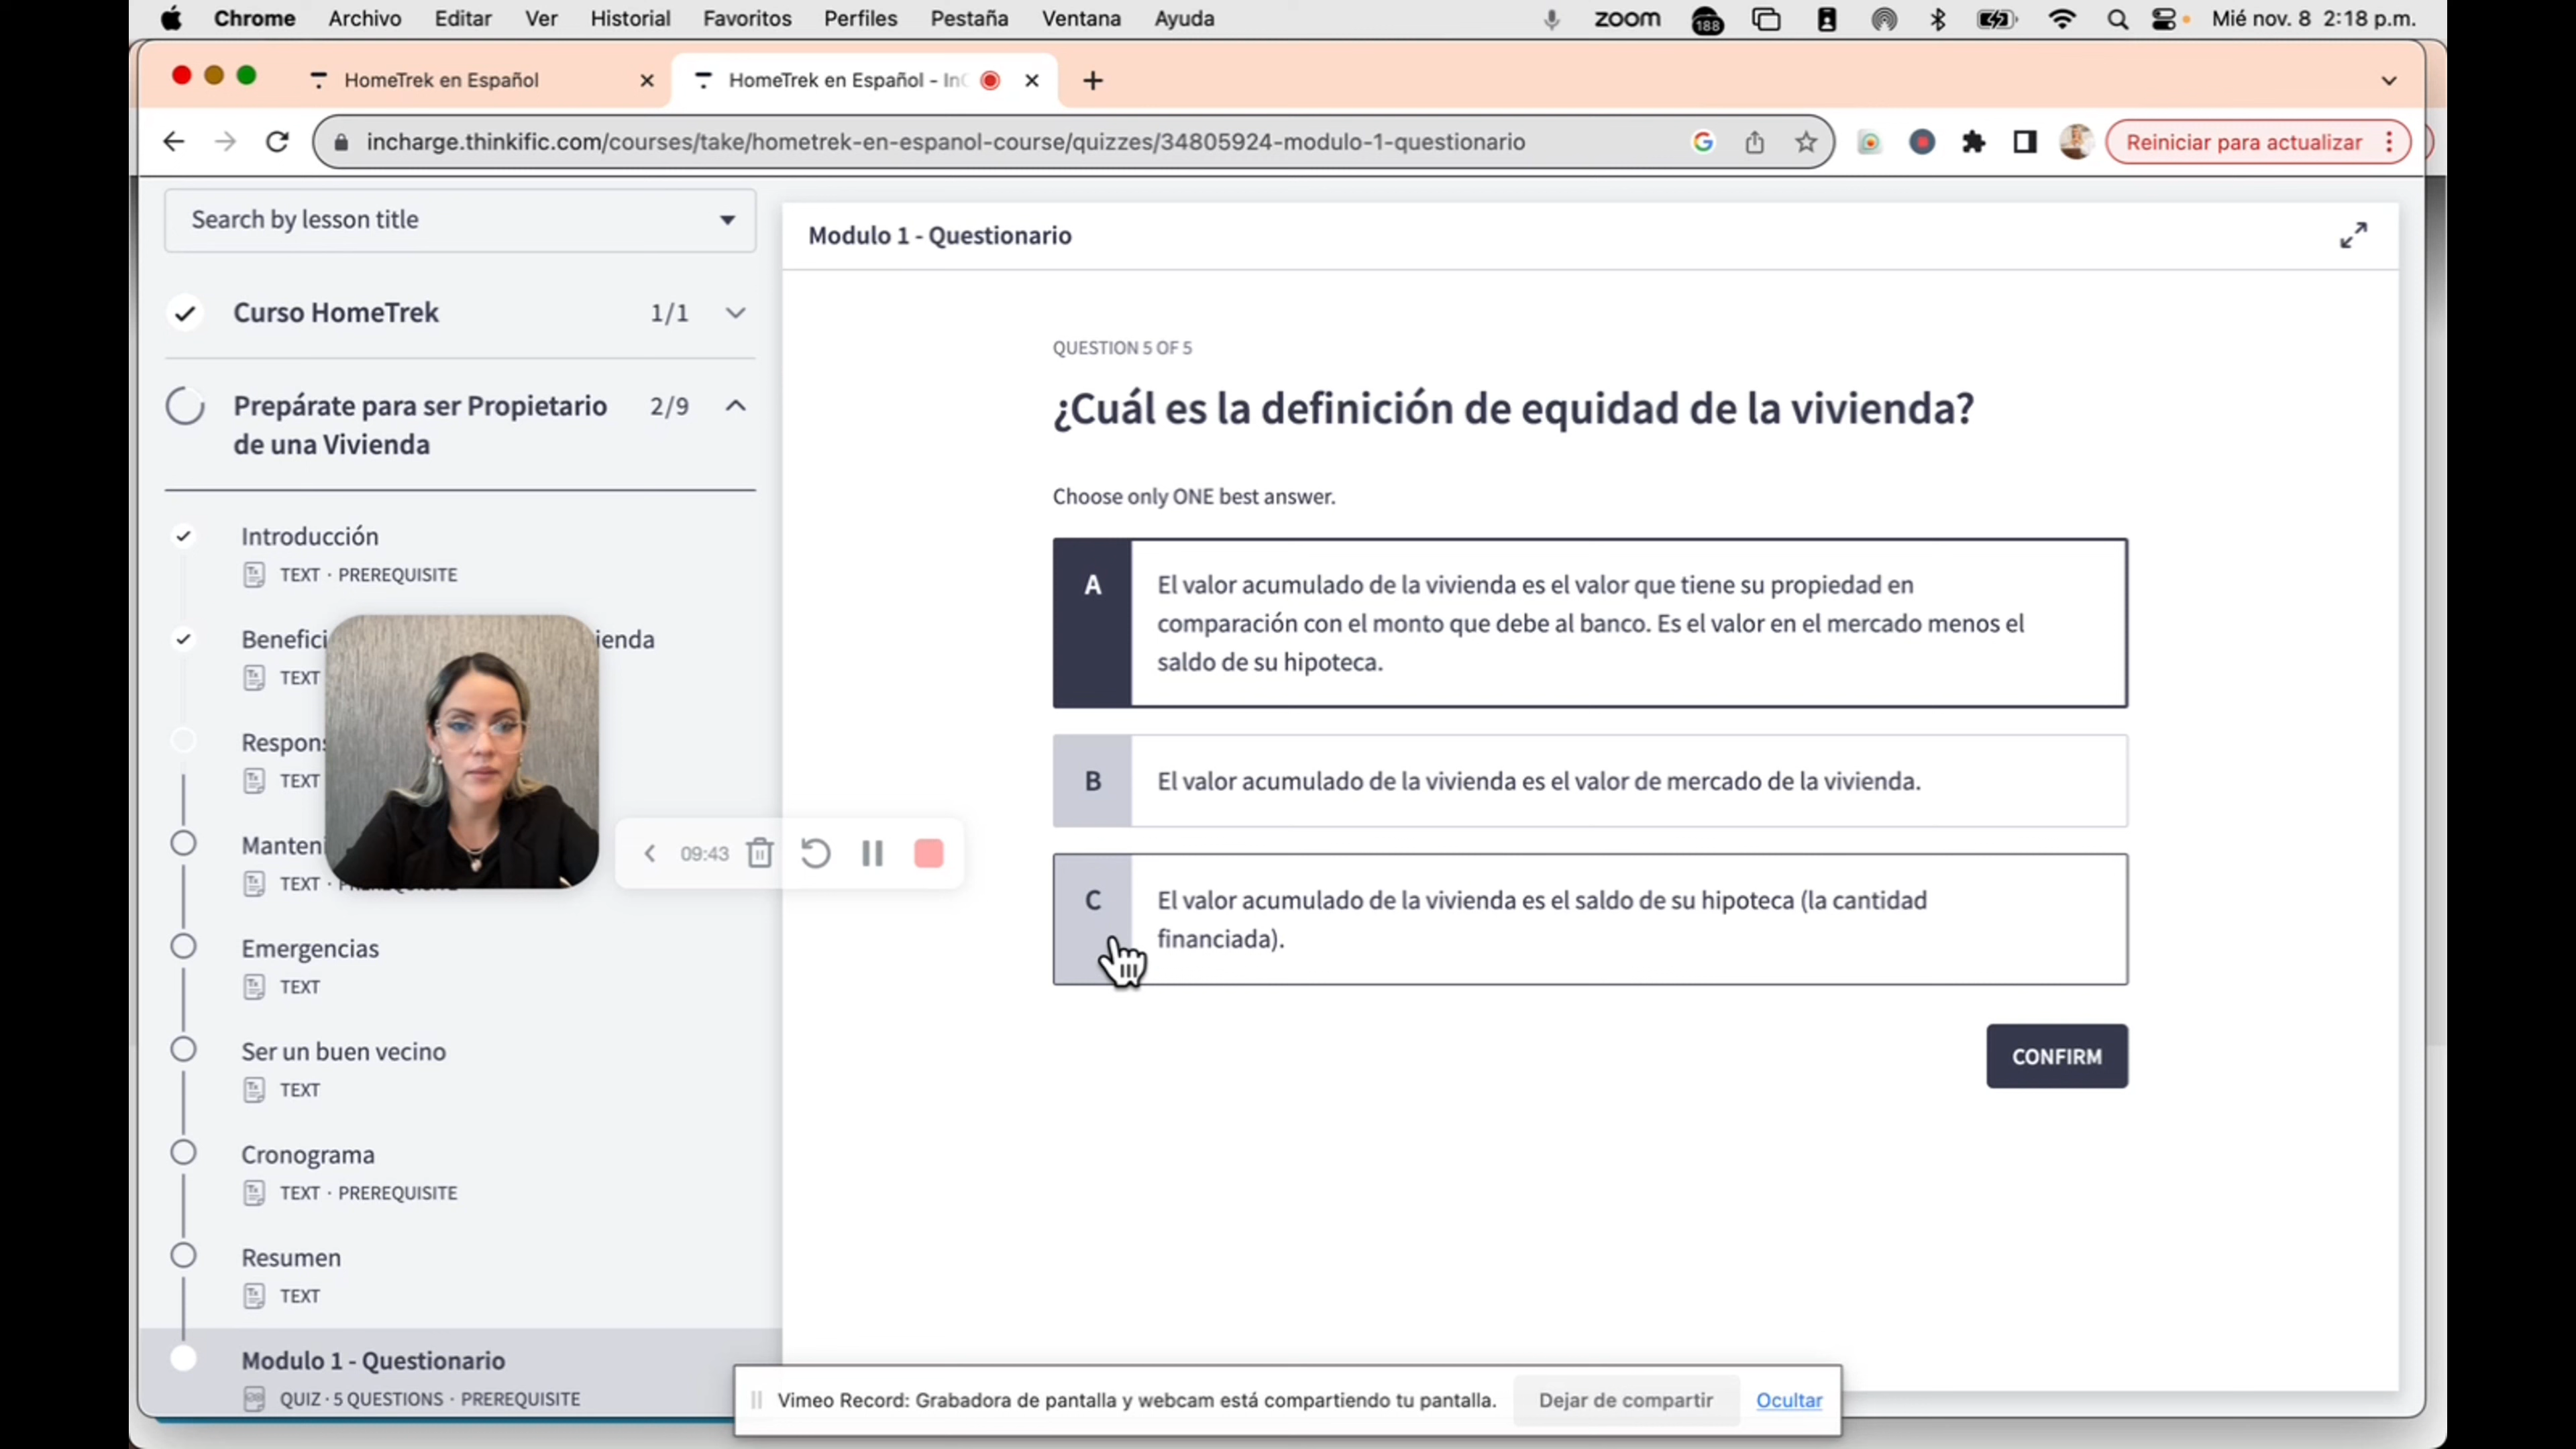 Chrome Archivo Editar Ver Historial Favoritos Perfiles Pestaña Ventana Ayuda
zoom 188 Mié nov. 8 2:18 p.m.
HomeTrek en Español
HomeTrek en Español - In
incharge.thinkific.com/courses/take/hometrek-en-espanol-course/quizzes/34805924-modulo-1-questionario
Reiniciar para actualizar
Search by lesson title
Curso HomeTrek 1/1
Prepárate para ser Propietario 2/9
de una Vivienda
Introducción
TEXT · PREREQUISITE
Benefici ienda
TEXT
Respons
TEXT
Manteni
TEXT ·
Emergencias
TEXT
Ser un buen vecino
TEXT
Cronograma
TEXT · PREREQUISITE
Resumen
TEXT
Modulo 1 - Questionario
QUIZ · 5 QUESTIONS · PREREQUISITE
09:43
Modulo 1 - Questionario
QUESTION 5 OF 5
¿Cuál es la definición de equidad de la vivienda?
Choose only ONE best answer.
A
El valor acumulado de la vivienda es el valor que tiene su propiedad en
comparación con el monto que debe al banco. Es el valor en el mercado menos el
saldo de su hipoteca.
B
El valor acumulado de la vivienda es el valor de mercado de la vivienda.
C
El valor acumulado de la vivienda es el saldo de su hipoteca (la cantidad
financiada).
CONFIRM
Vimeo Record: Grabadora de pantalla y webcam está compartiendo tu pantalla. Dejar de compartir Ocultar